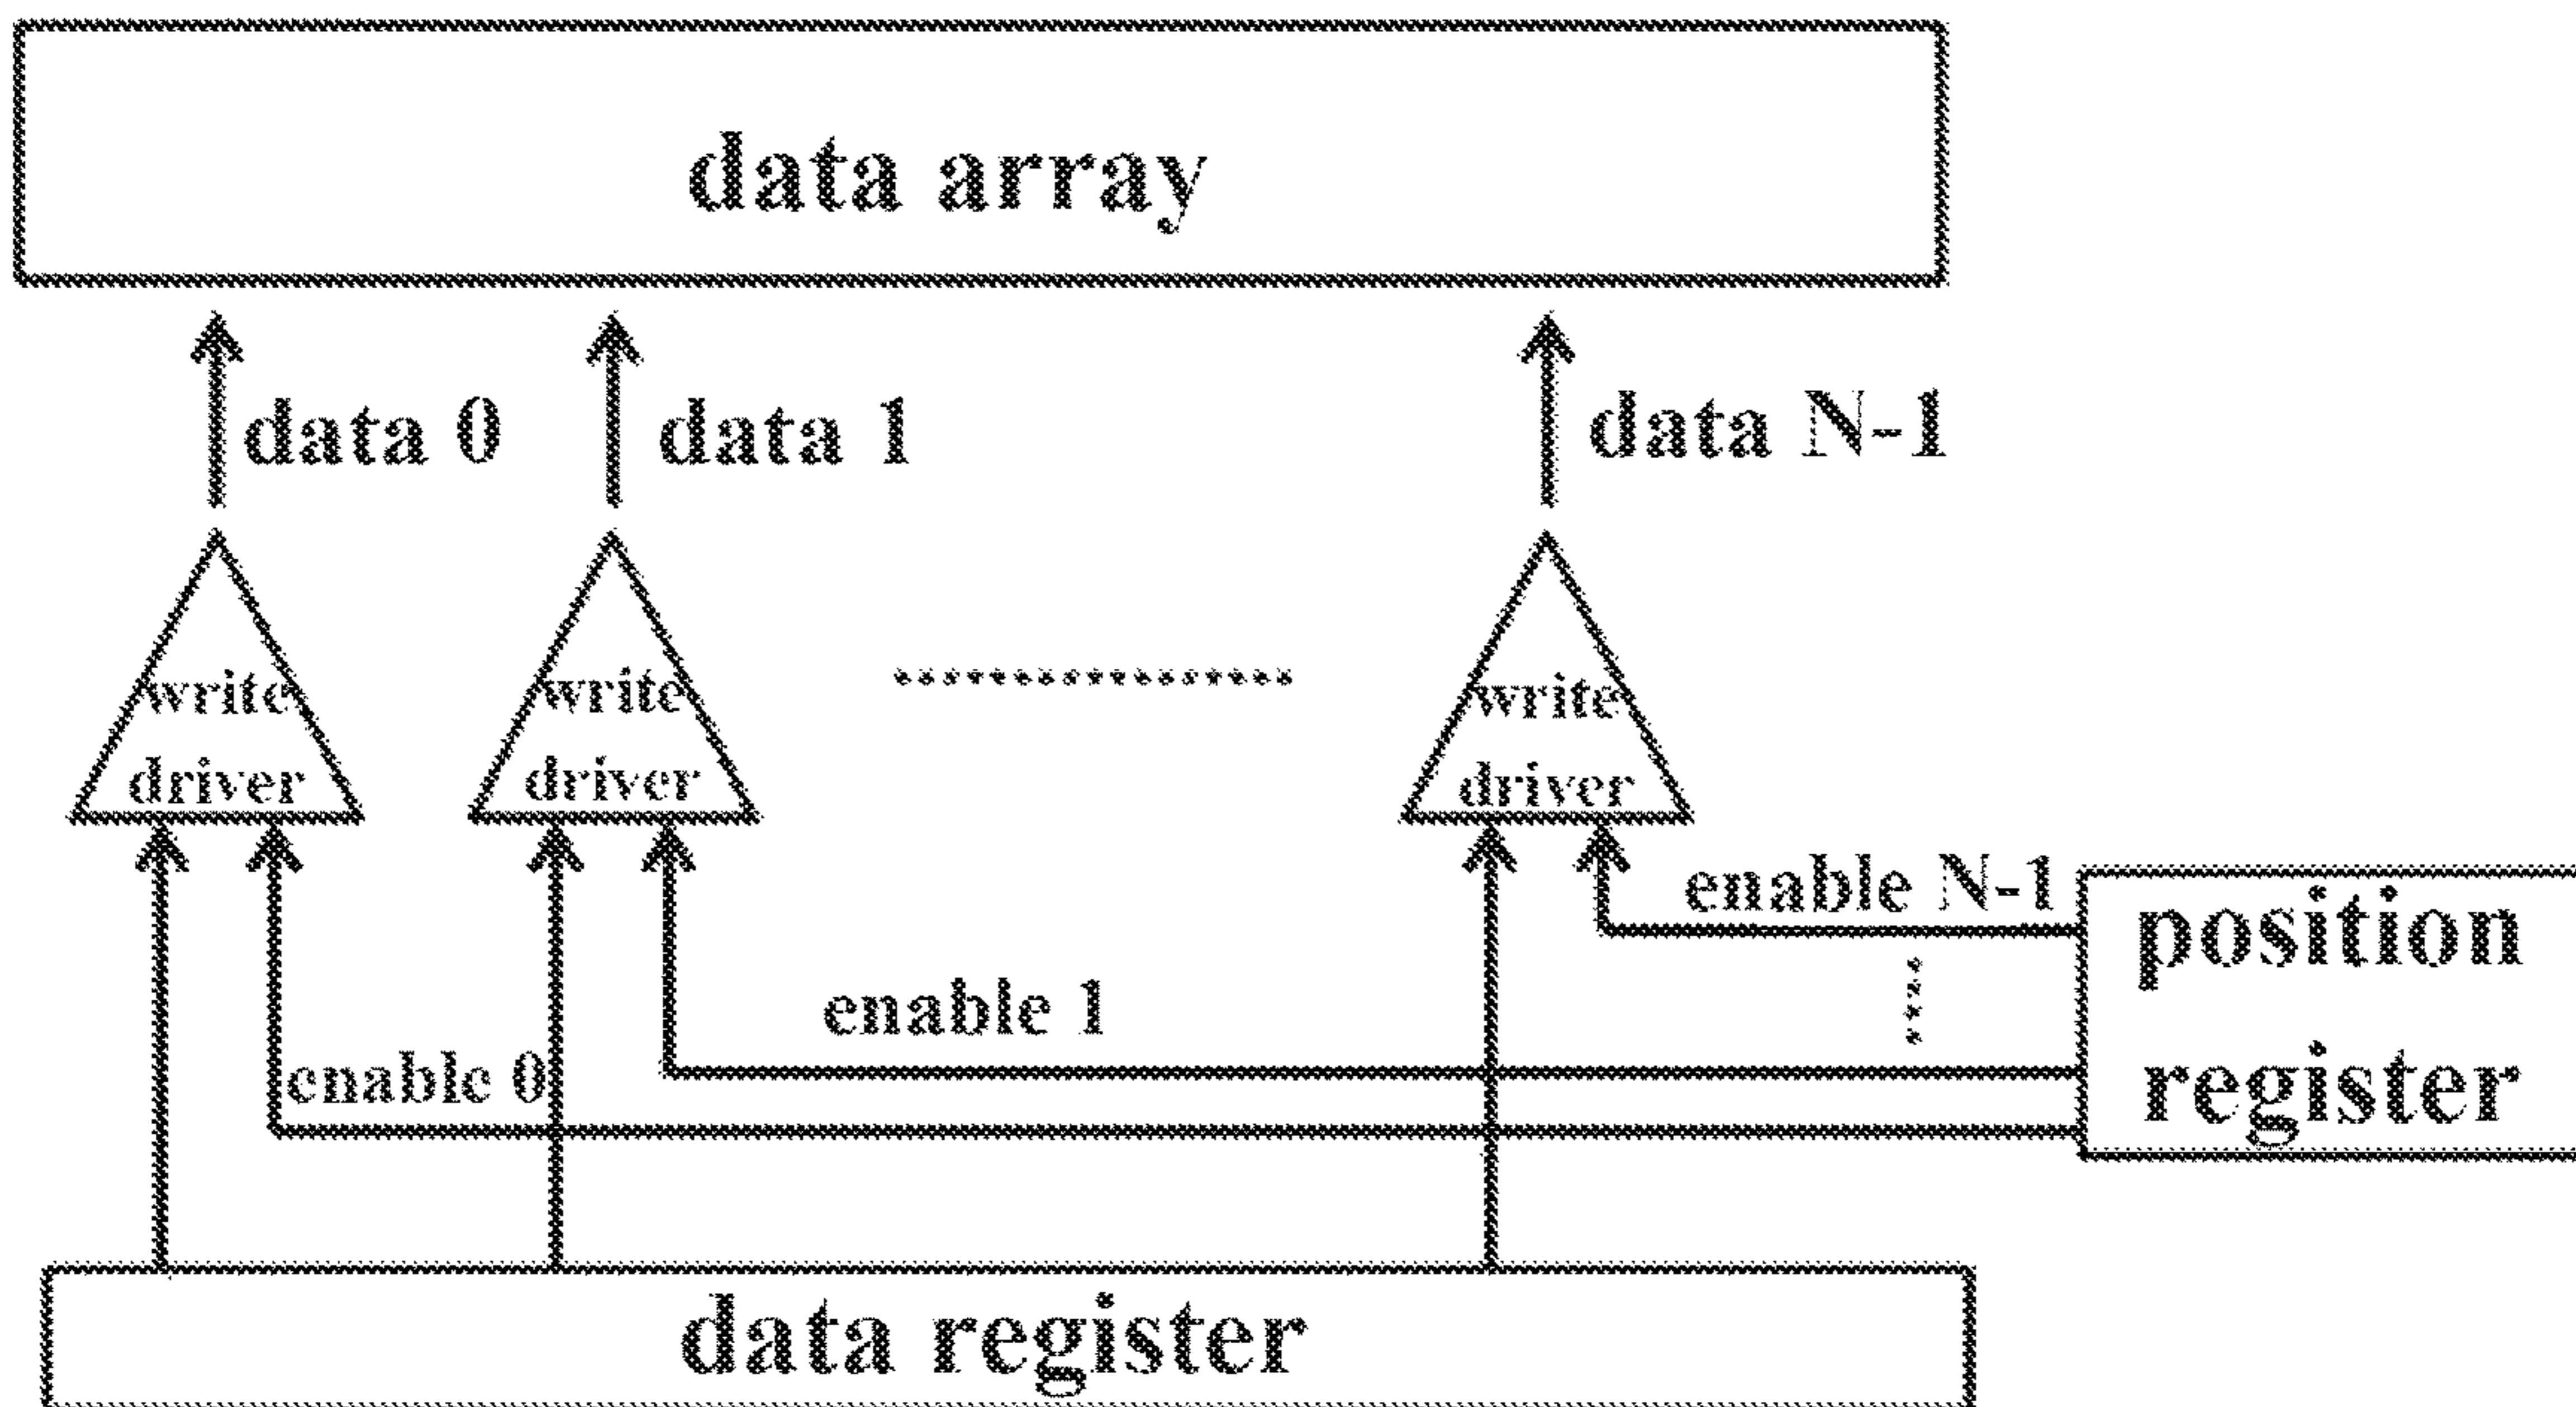 data array
data 0
data 1
data N-1
write
driver
write
driver
write
driver
enable N-1
position
register
enable 1
enable 0
data register